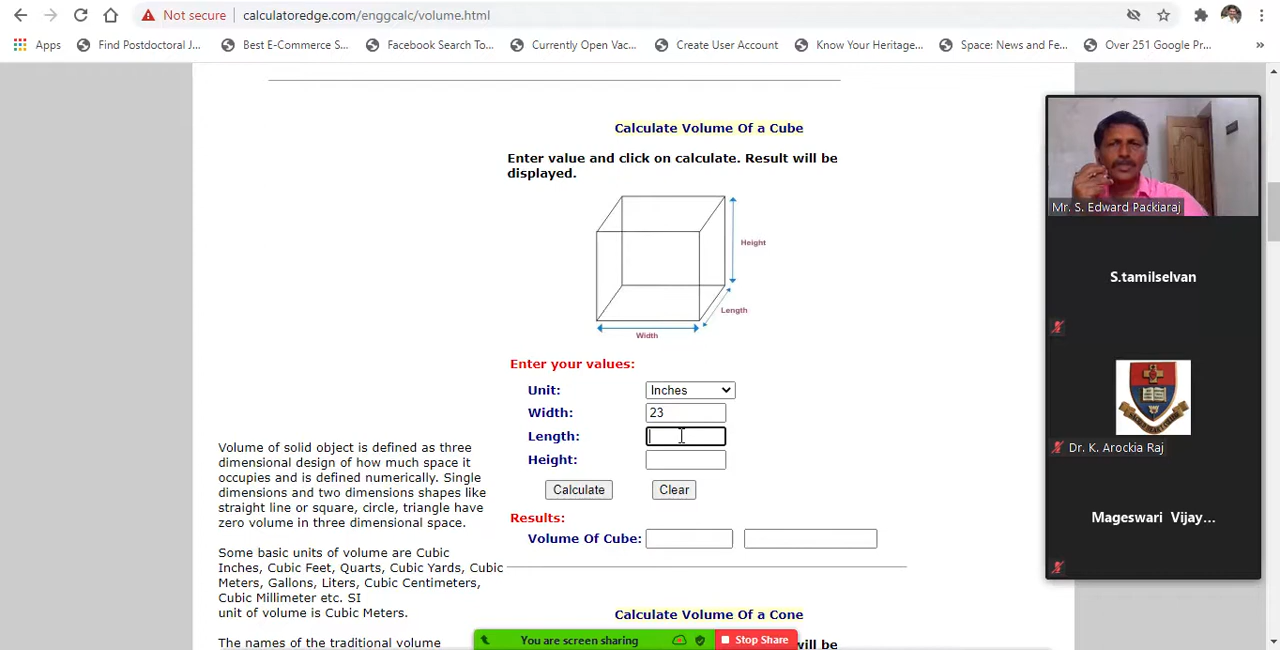 Not secure calculatoredge.com/enggcalc/volume.html
Apps Find Postdoctoral J... Best E-Commerce S... Facebook Search To... Currently Open Vac... Create User Account Know Your Heritage... Space: News and Fe... Over 251 Google Pr... »
Calculate Volume Of a Cube
Enter value and click on calculate. Result will be
displayed.
Height
Length
Width
Enter your values:
Unit: Inches
Width: 23
Length:
Height:
Calculate Clear
Results:
Volume Of Cube:
Volume of solid object is defined as three
dimensional design of how much space it
occupies and is defined numerically. Single
dimensions and two dimensions shapes like
straight line or square, circle, triangle have
zero volume in three dimensional space.
Some basic units of volume are Cubic
Inches, Cubic Feet, Quarts, Cubic Yards, Cubic
Meters, Gallons, Liters, Cubic Centimeters,
Cubic Millimeter etc. SI
unit of volume is Cubic Meters.
The names of the traditional volume
Calculate Volume Of a Cone
will be
You are screen sharing Stop Share
Mr. S. Edward Packiaraj
S.tamilselvan
Dr. K. Arockia Raj
Mageswari Vijay...